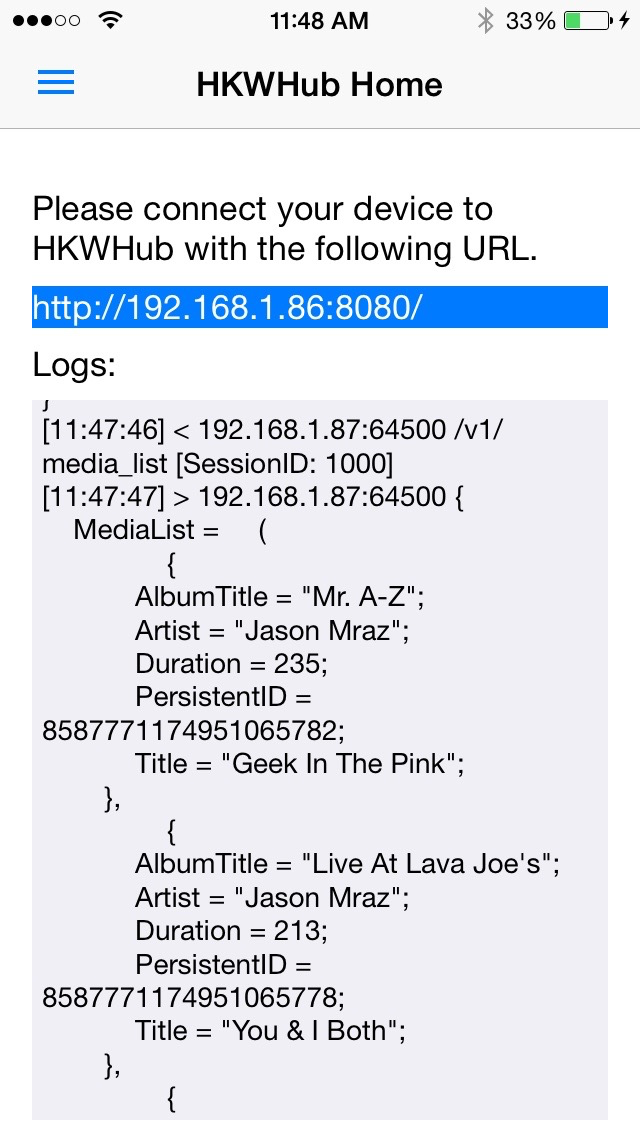 11:48 AM 33%
HKWHub Home
Please connect your device to
HKWHub with the following URL.
http://192.168.1.86:8080/
Logs:
}
[11:47:46] < 192.168.1.87:64500 /v1/
media_list [SessionID: 1000]
[11:47:47] > 192.168.1.87:64500 {
MediaList = (
{
AlbumTitle = "Mr. A-Z";
Artist = "Jason Mraz";
Duration = 235;
PersistentID =
8587771174951065782;
Title = "Geek In The Pink";
},
{
AlbumTitle = "Live At Lava Joe's";
Artist = "Jason Mraz";
Duration = 213;
PersistentID =
8587771174951065778;
Title = "You & I Both";
},
{